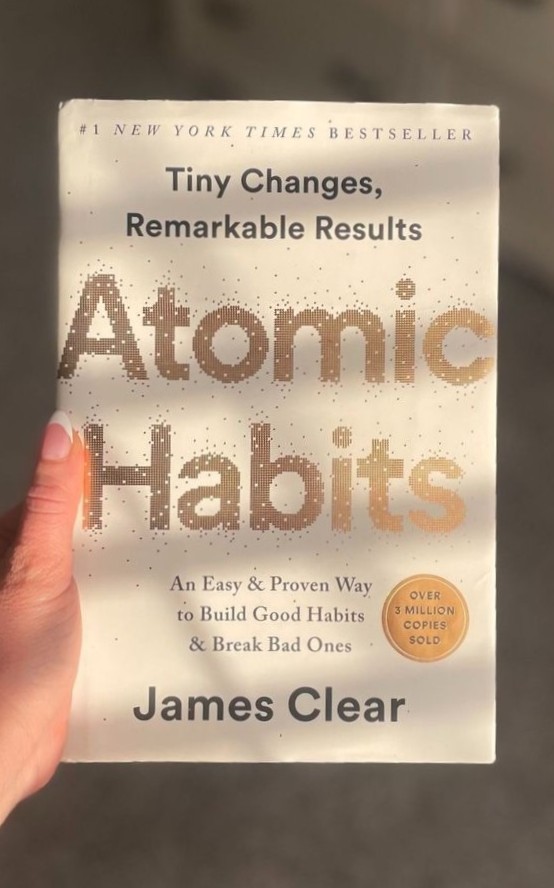 #1 NEW YORK TIMES BESTSELLER
Tiny Changes,
Remarkable Results
Atomic
Habits
An Easy & Proven Way
to Build Good Habits
& Break Bad Ones
OVER
3 MILLION
COPIES
SOLD
James Clear